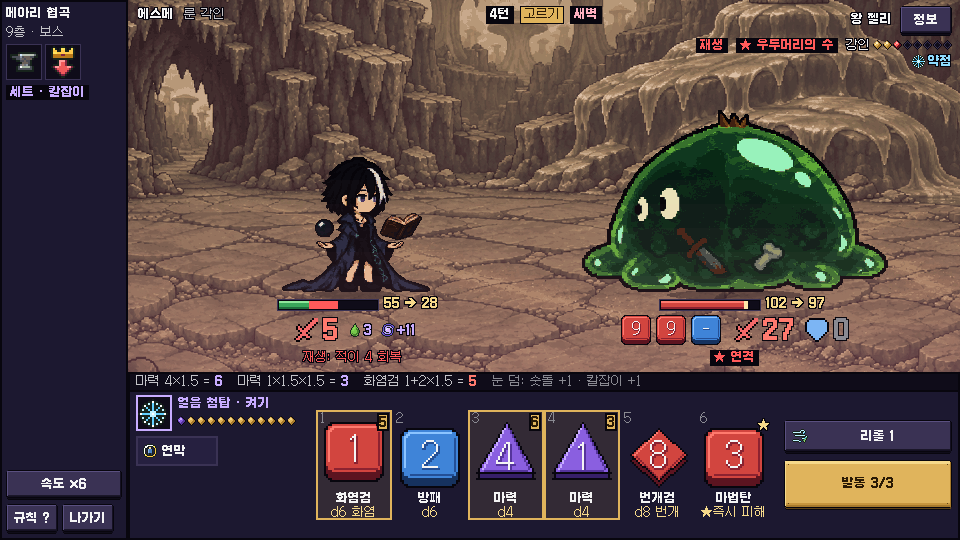 메아리 협곡
9층 · 보스
세트 · 칼잡이
속도 ×6
규칙 ?
나가기
에스메 룬 각인
4턴 고르기 새벽
왕 젤리
정보
재생 ★ 우두머리의 수 강인
약점
55 → 28
5 3 +11
재생: 적이 4 회복
102 → 97
9 9 - 27 0
★ 연격
마력 4×1.5 = 6 마력 1×1.5×1.5 = 3 화염검 1+2×1.5 = 5 눈 덤: 숫돌 +1 · 칼잡이 +1
얼음 첨탑 · 켜기
연막
1 5 1 화염검 d6 화염
2 2 방패 d6
3 6 4 마력 d4
4 3 1 마력 d4
5 8 번개검 d8 번개
6 ★ 3 마법탄 ★즉시 피해
리롤 1
발동 3/3